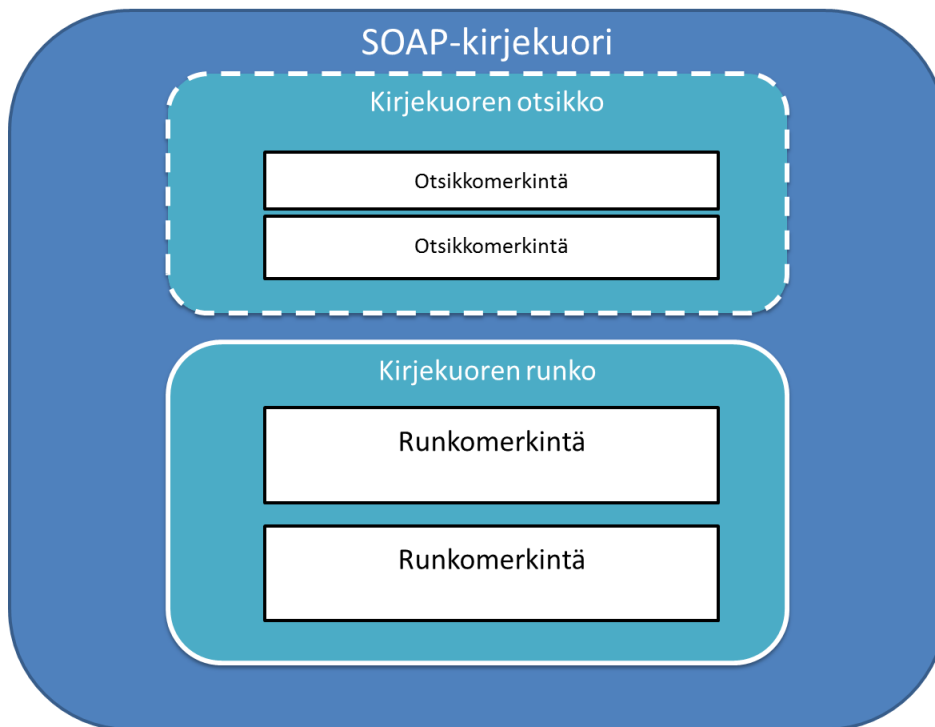 SOAP-kirjekuori
Kirjekuoren otsikko
Otsikkomerkintä
Otsikkomerkintä
Kirjekuoren runko
Runkomerkintä
Runkomerkintä